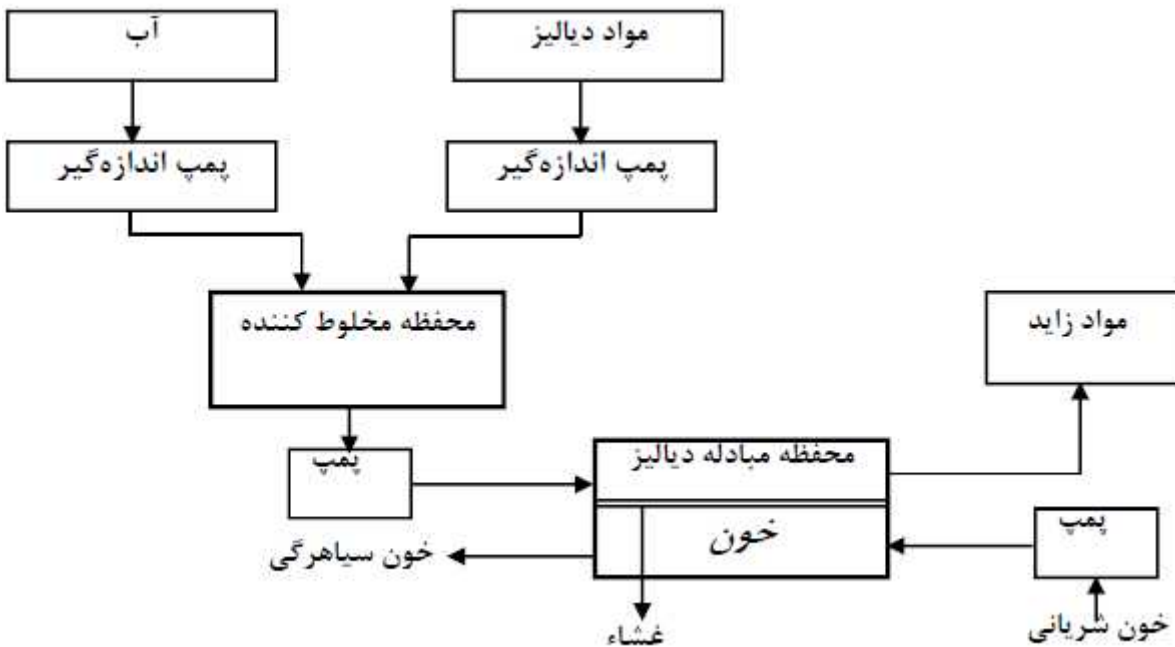 مواد دیالیز
آب
پمپ اندازه‌گیر
پمپ اندازه‌گیر
محفظه مخلوط کننده
مواد زاید
محفظه مبادله دیالیز
پمپ
خون
پمپ
خون سیاهرگی
غشاء
خون شریانی